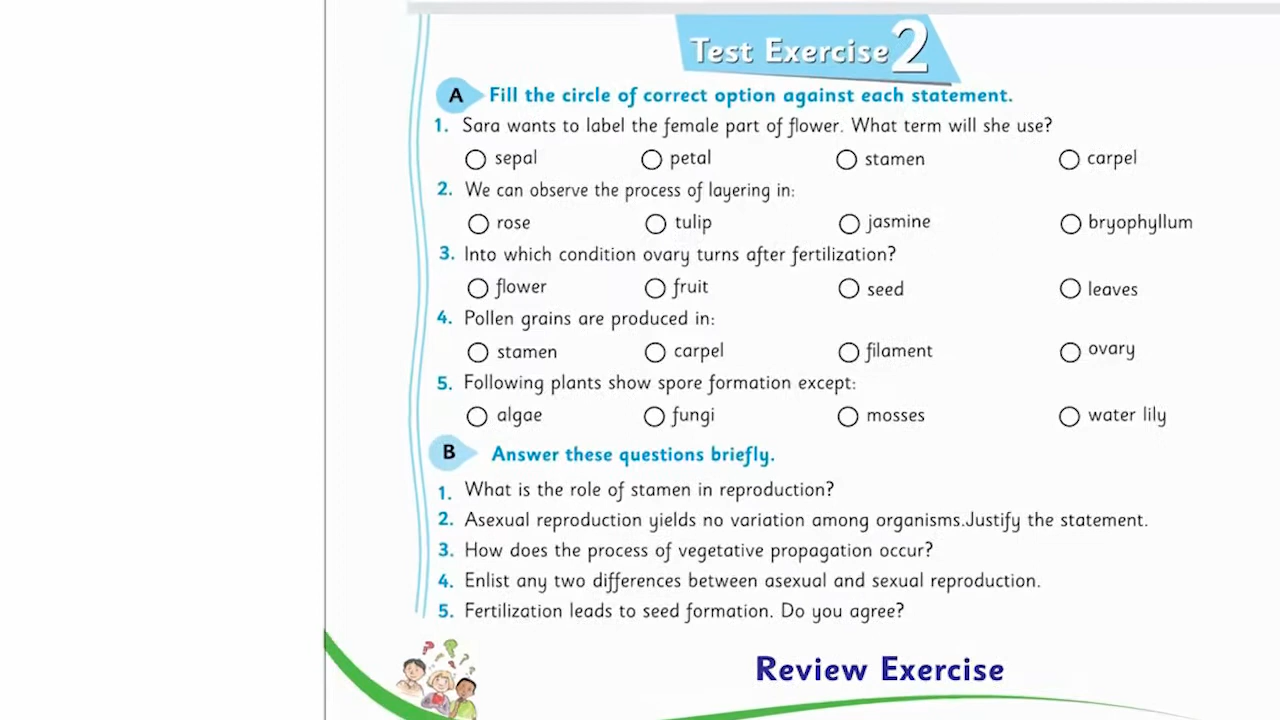 Test Exercise 2
A Fill the circle of correct option against each statement.
1. Sara wants to label the female part of flower. What term will she use?
sepal petal stamen carpel
2. We can observe the process of layering in:
rose tulip jasmine bryophyllum
3. Into which condition ovary turns after fertilization?
flower fruit seed leaves
4. Pollen grains are produced in:
stamen carpel filament ovary
5. Following plants show spore formation except:
algae fungi mosses water lily
B Answer these questions briefly.
1. What is the role of stamen in reproduction?
2. Asexual reproduction yields no variation among organisms.Justify the statement.
3. How does the process of vegetative propagation occur?
4. Enlist any two differences between asexual and sexual reproduction.
5. Fertilization leads to seed formation. Do you agree?
? ? ?
Review Exercise